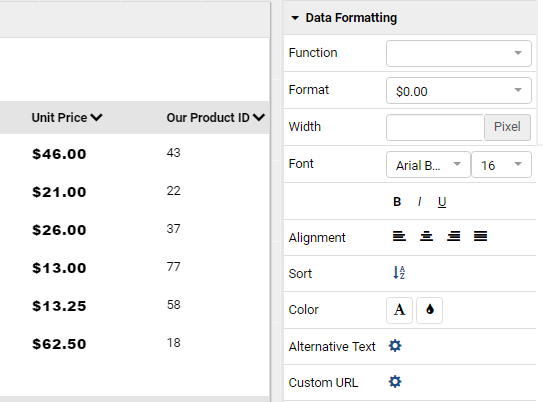 Unit Price Our Product ID
$46.00 43
$21.00 22
$26.00 37
$13.00 77
$13.25 58
$62.50 18
Data Formatting
Function
Format $0.00
Width Pixel
Font Arial B... 16
B I U
Alignment
Sort A Z
Color A
Alternative Text
Custom URL